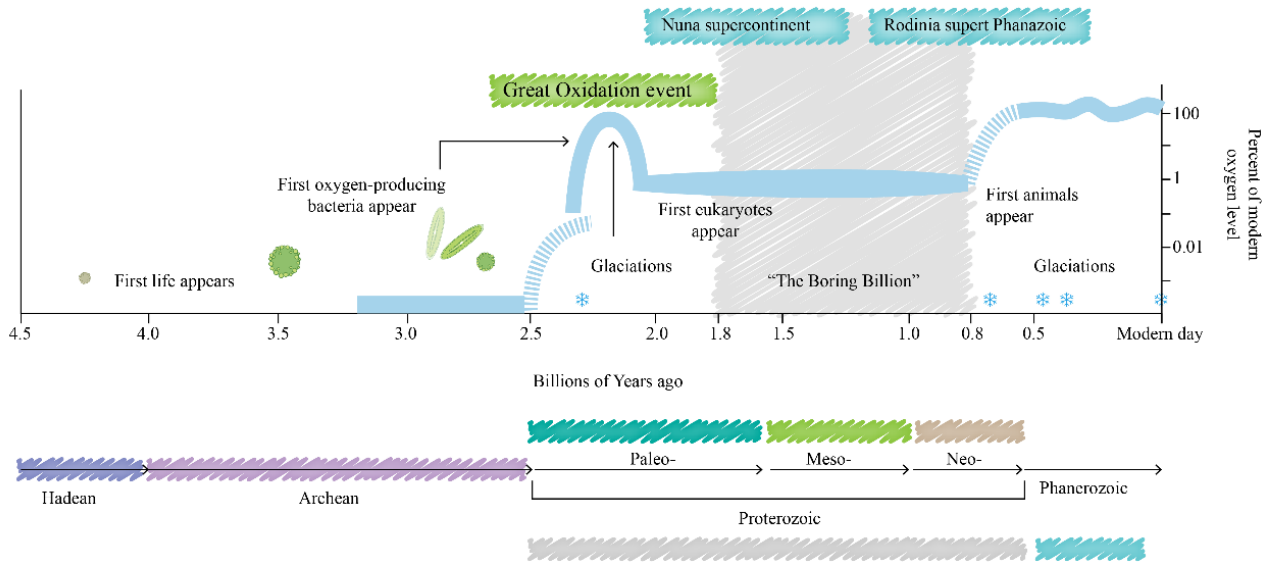 Nuna supercontinent
Rodinia supert Phanazoic
Great Oxidation event
100
1
0.01
Percent of modern
oxygen level
First oxygen-producing
bacteria appear
First eukaryotes
appear
First animals
appear
First life appears
Glaciations
“The Boring Billion”
Glaciations
4.5
4.0
3.5
3.0
2.5
2.0
1.5
1.0
0.8
0.5
Modern day
Billions of Years ago
Paleo-
Meso-
Neo-
Hadean
Archean
Phanerozoic
Proterozoic